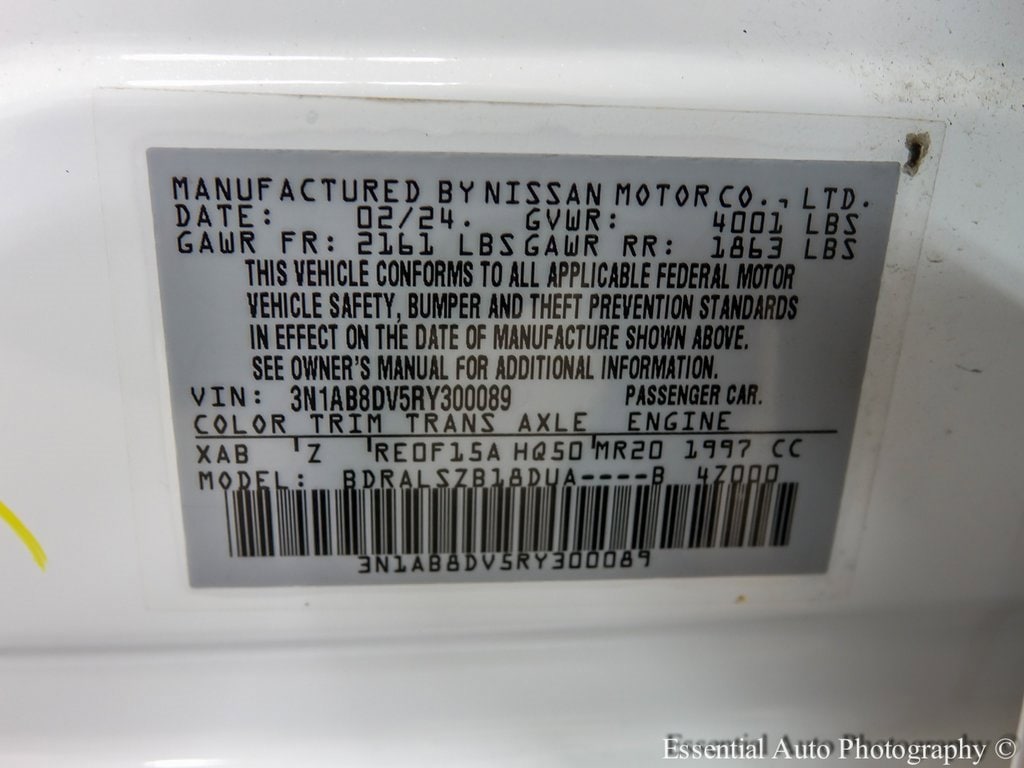 MANUFACTURED BY NISSAN MOTOR CO., LTD.
DATE: 02/24. GVWR: 4001 LBS
GAWR FR: 2161 LBS GAWR RR: 1863 LBS
THIS VEHICLE CONFORMS TO ALL APPLICABLE FEDERAL MOTOR
VEHICLE SAFETY, BUMPER AND THEFT PREVENTION STANDARDS
IN EFFECT ON THE DATE OF MANUFACTURE SHOWN ABOVE.
SEE OWNER'S MANUAL FOR ADDITIONAL INFORMATION.
VIN: 3N1AB8DV5RY300089 PASSENGER CAR.
COLOR TRIM TRANS AXLE ENGINE
XAB Z RE0F15A HQ50 MR20 1997 CC
MODEL: BDRALSZB18DUA----B 4Z000
3N1AB8DV5RY300089
Essential Auto Photography ©